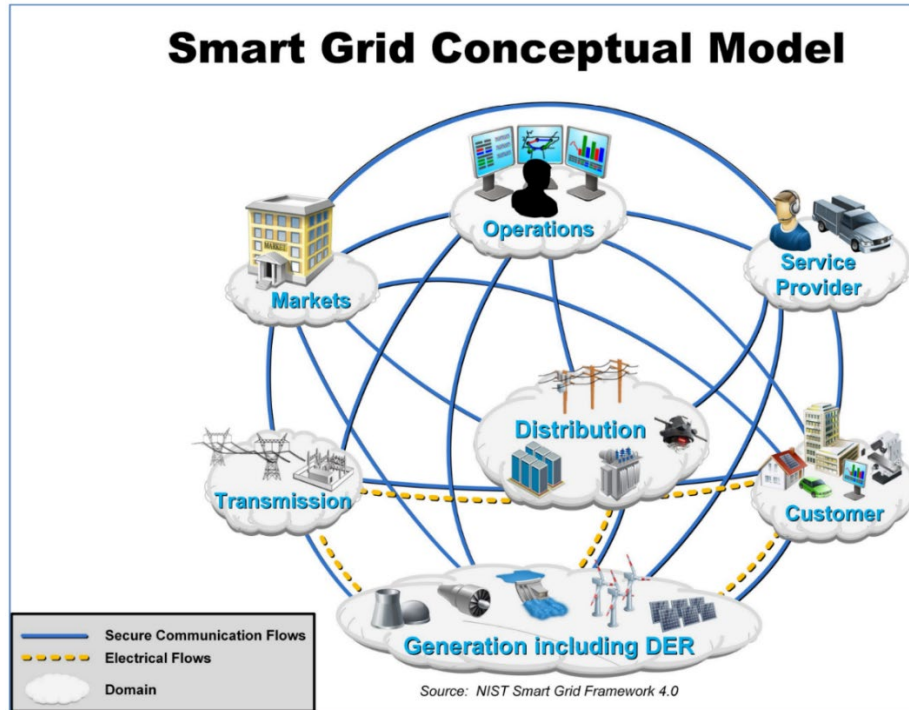 Smart Grid Conceptual Model
Operations
MARKET
Markets
Service
Provider
Distribution
Transmission
Customer
Generation including DER
Secure Communication Flows
Electrical Flows
Domain
Source: NIST Smart Grid Framework 4.0